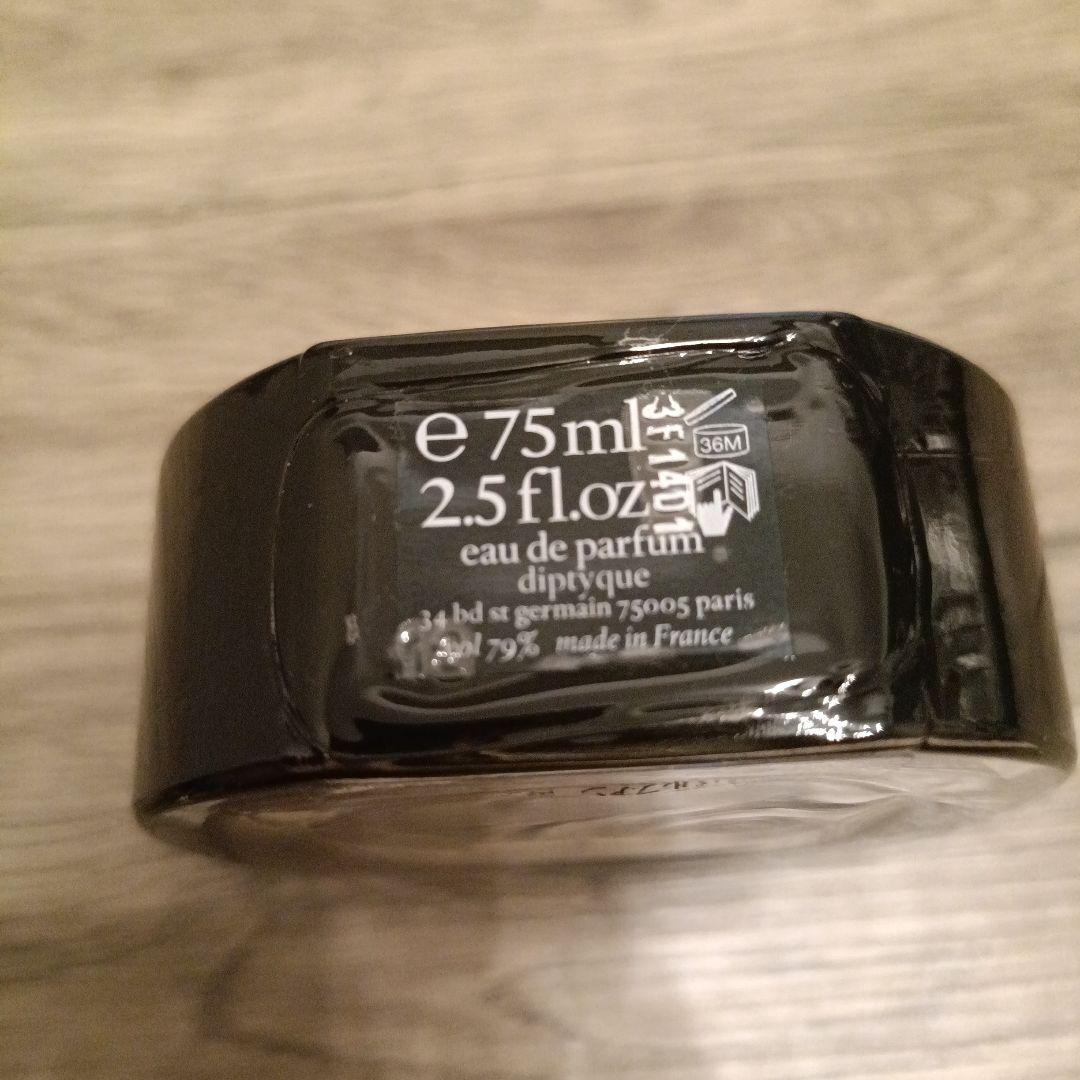 e 75ml
2.5 fl.oz
3F1401
36M
eau de parfum
diptyque
34 bd st germain 75005 paris
79% made in France